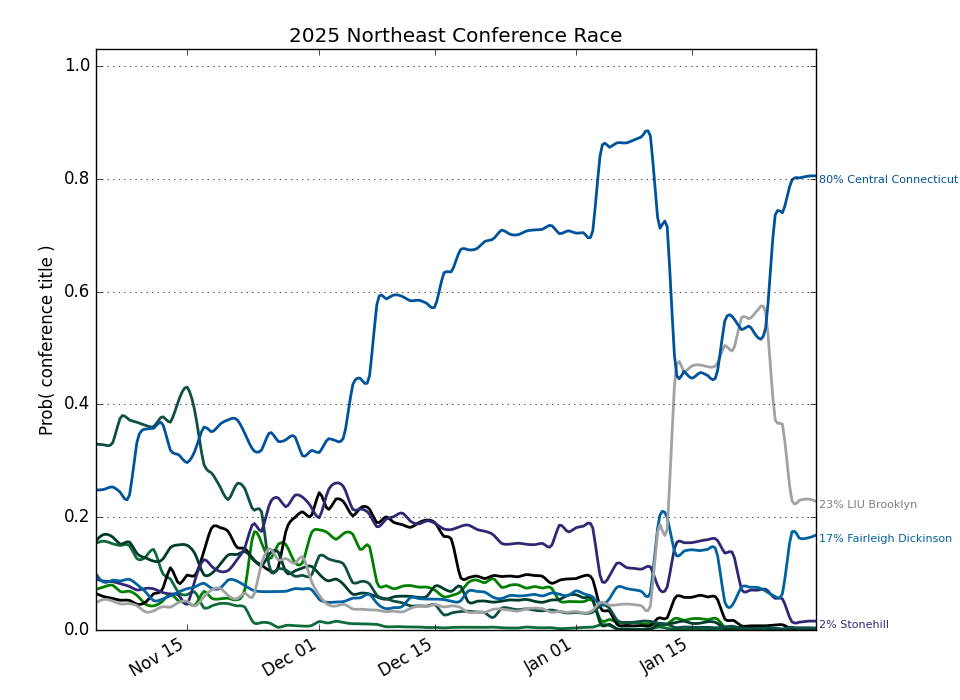 2025 Northeast Conference Race
Prob( conference title )
1.0
0.8
0.6
0.4
0.2
0.0
Nov 15
Dec 01
Dec 15
Jan 01
Jan 15
80% Central Connecticut
23% LIU Brooklyn
17% Fairleigh Dickinson
2% Stonehill